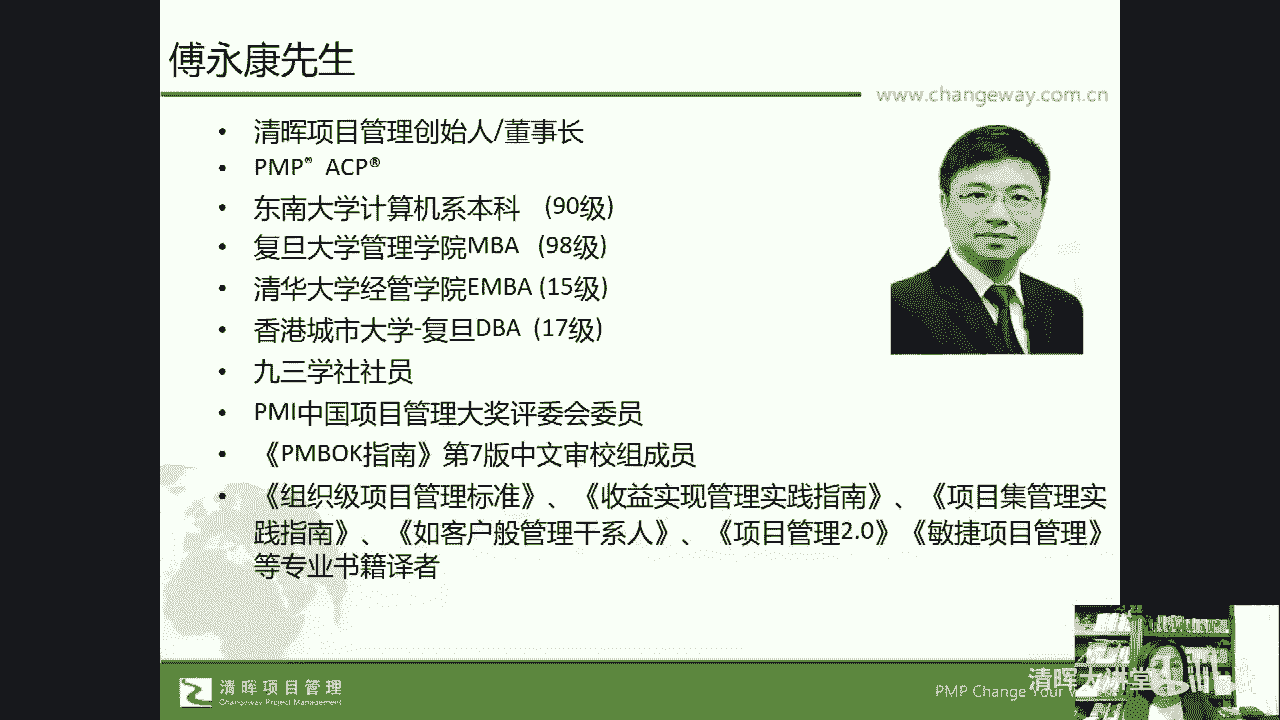 傅永康先生
www.changeway.com.cn
• 清晖项目管理创始人/董事长
• PMP® ACP®
• 东南大学计算机系本科 (90级)
• 复旦大学管理学院MBA (98级)
• 清华大学经管学院EMBA (15级)
• 香港城市大学-复旦DBA (17级)
• 九三学社社员
• PMI中国项目管理大奖评委会委员
• 《PMBOK指南》第7版中文审校组成员
• 《组织级项目管理标准》、《收益实现管理实践指南》、《项目集管理实
践指南》、《如客户般管理干系人》、《项目管理2.0》《敏捷项目管理》
等专业书籍译者
清晖项目管理
Changeway Project Management
PMP Change Your
清晖大讲堂